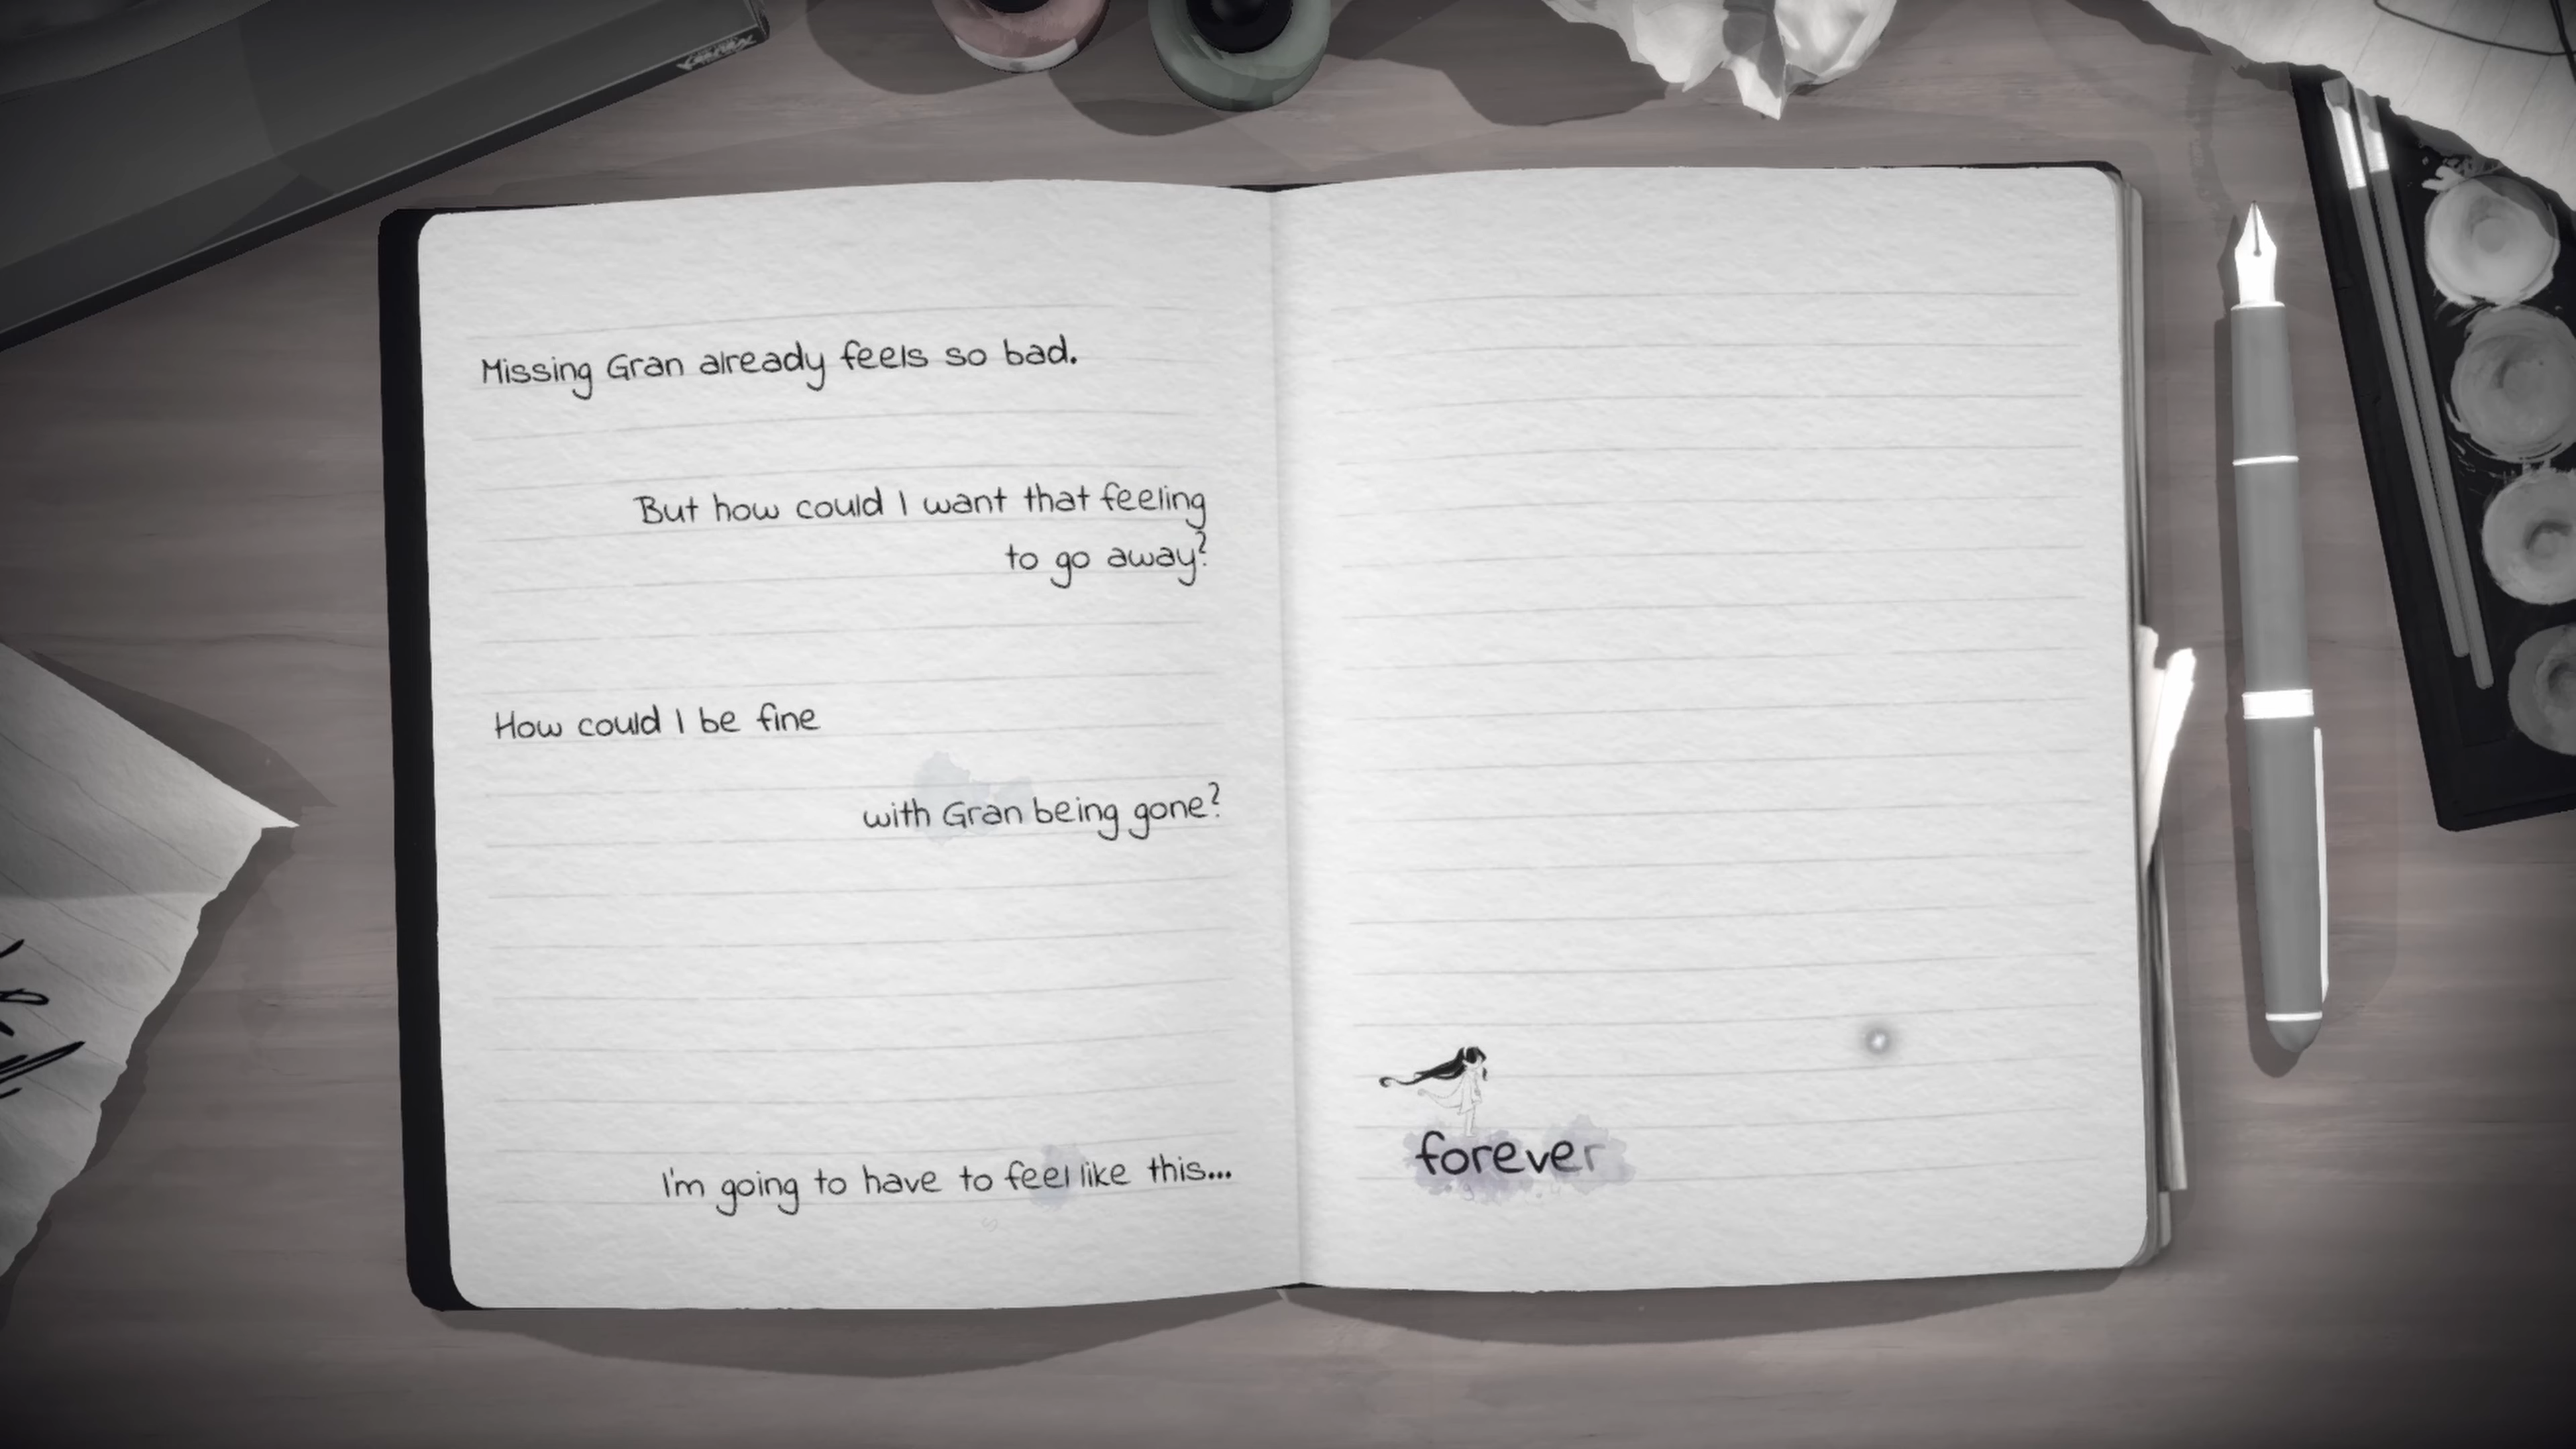 Missing Gran already feels so bad.
But how could I want that feeling
to go away?
How could I be fine
with Gran being gone?
I'm going to have to feel like this...
forever